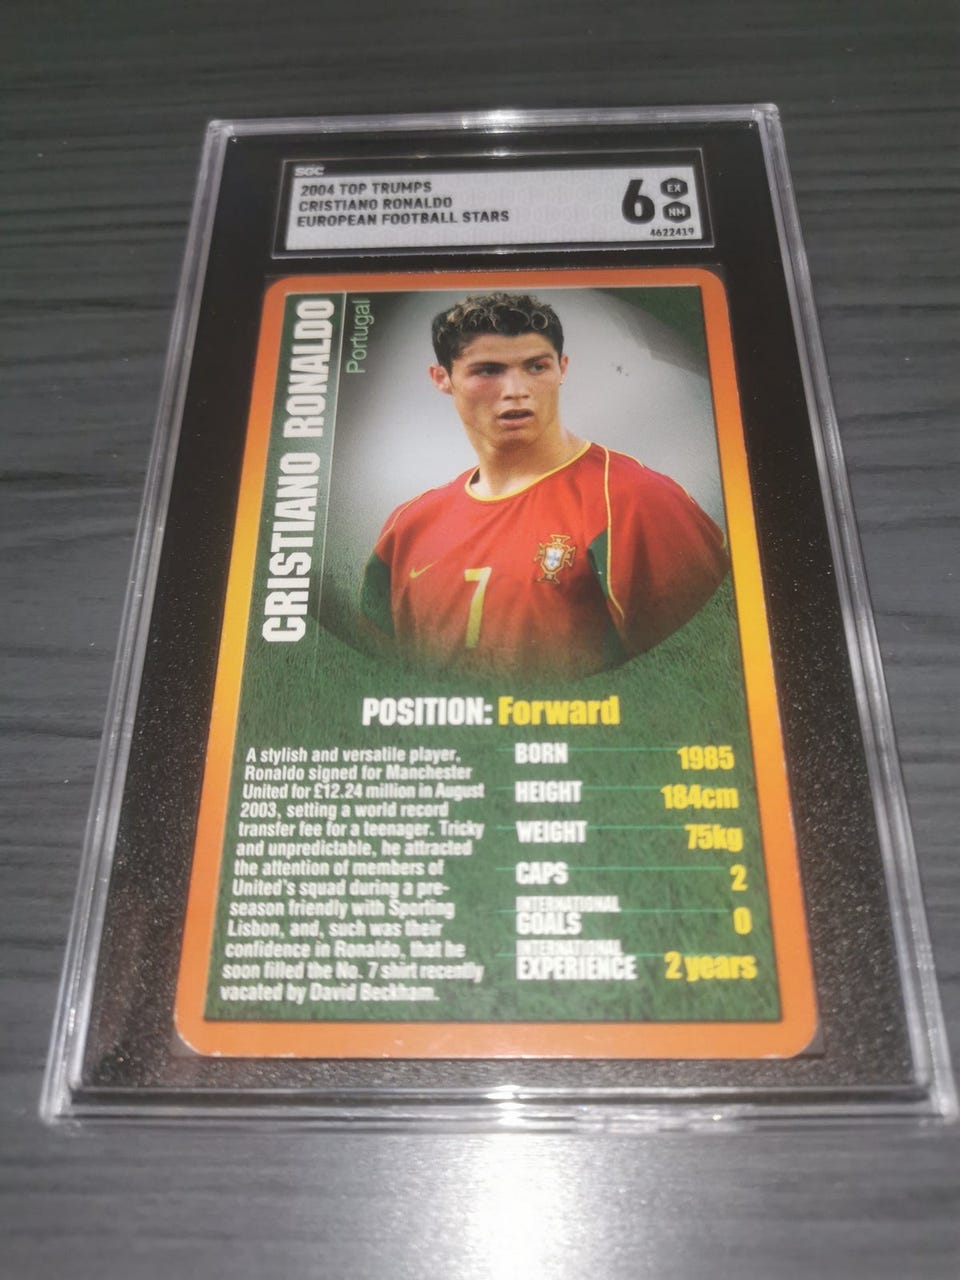 SGC
2004 TOP TRUMPS
CRISTIANO RONALDO
EUROPEAN FOOTBALL STARS
6
EX
NM
4622419
CRISTIANO RONALDO
Portugal
7
POSITION: Forward
A stylish and versatile player,
Ronaldo signed for Manchester
United for £12.24 million in August
2003, setting a world record
transfer fee for a teenager. Tricky
and unpredictable, he attracted
the attention of members of
United's squad during a pre-
season friendly with Sporting
Lisbon, and, such was their
confidence in Ronaldo, that he
soon filled the No. 7 shirt recently
vacated by David Beckham.
BORN 1985
HEIGHT 184cm
WEIGHT 75kg
CAPS 2
INTERNATIONAL
GOALS 0
INTERNATIONAL
EXPERIENCE 2 years